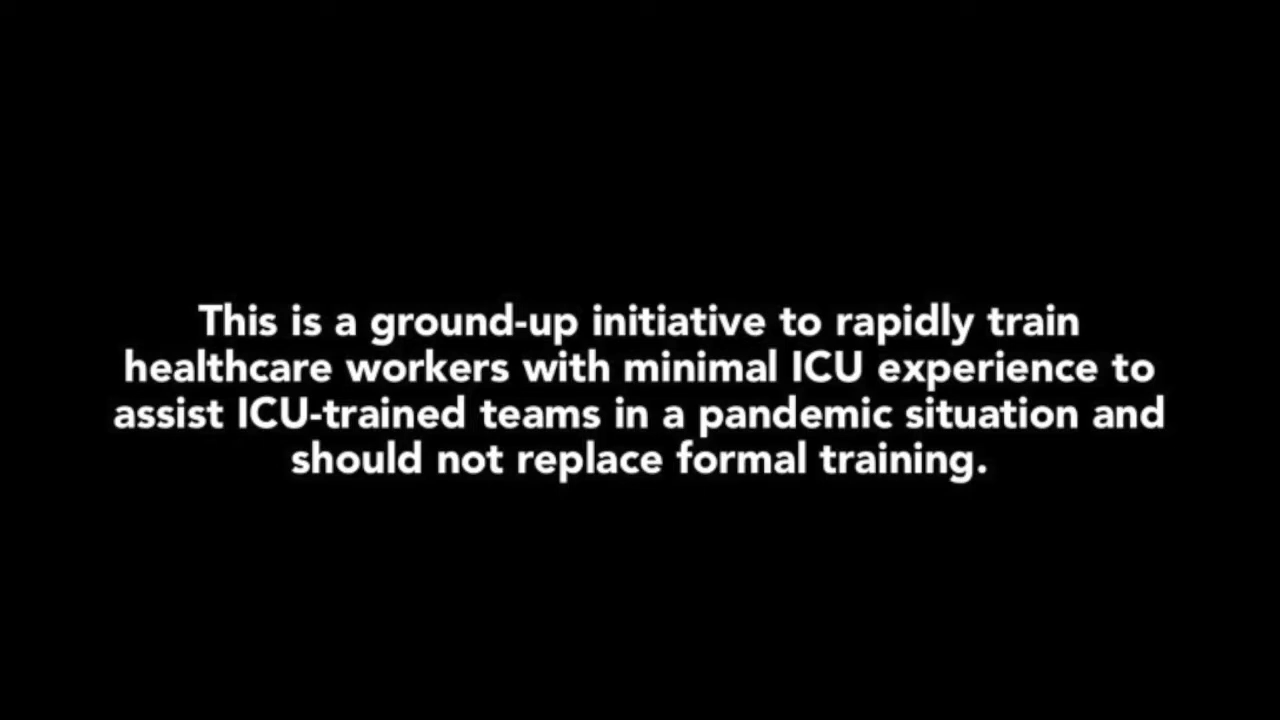 This is a ground-up initiative to rapidly train
healthcare workers with minimal ICU experience to
assist ICU-trained teams in a pandemic situation and
should not replace formal training.